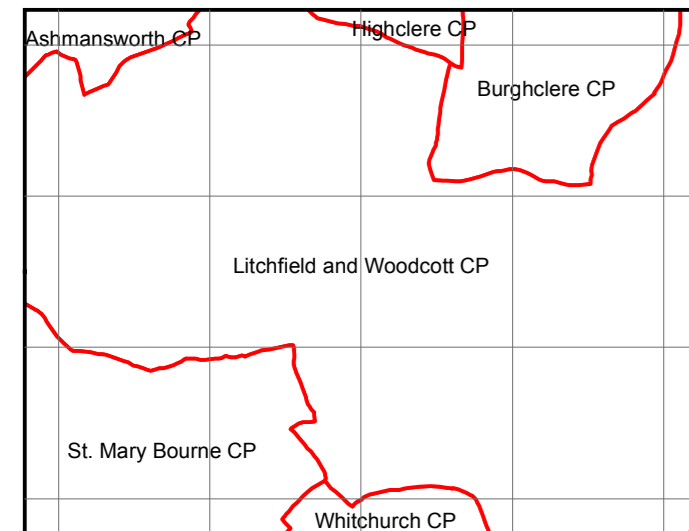 Highclere CP
Ashmansworth CP
Burghclere CP
Litchfield and Woodcott CP
St. Mary Bourne CP
Whitchurch CP